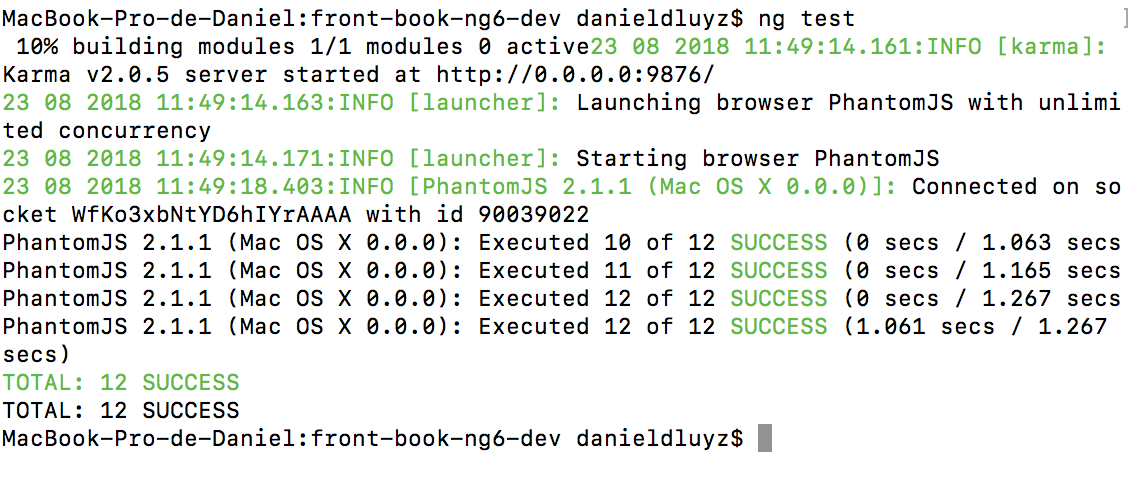 MacBook-Pro-de-Daniel:front-book-ng6-dev danieldluyz$ ng test
 10% building modules 1/1 modules 0 active23 08 2018 11:49:14.161:INFO [karma]:
Karma v2.0.5 server started at http://0.0.0.0:9876/
23 08 2018 11:49:14.163:INFO [launcher]: Launching browser PhantomJS with unlimi
ted concurrency
23 08 2018 11:49:14.171:INFO [launcher]: Starting browser PhantomJS
23 08 2018 11:49:18.403:INFO [PhantomJS 2.1.1 (Mac OS X 0.0.0)]: Connected on so
cket WfKo3xbNtYD6hIYrAAAA with id 90039022
PhantomJS 2.1.1 (Mac OS X 0.0.0): Executed 10 of 12 SUCCESS (0 secs / 1.063 secs
PhantomJS 2.1.1 (Mac OS X 0.0.0): Executed 11 of 12 SUCCESS (0 secs / 1.165 secs
PhantomJS 2.1.1 (Mac OS X 0.0.0): Executed 12 of 12 SUCCESS (0 secs / 1.267 secs
PhantomJS 2.1.1 (Mac OS X 0.0.0): Executed 12 of 12 SUCCESS (1.061 secs / 1.267
secs)
TOTAL: 12 SUCCESS
TOTAL: 12 SUCCESS
MacBook-Pro-de-Daniel:front-book-ng6-dev danieldluyz$